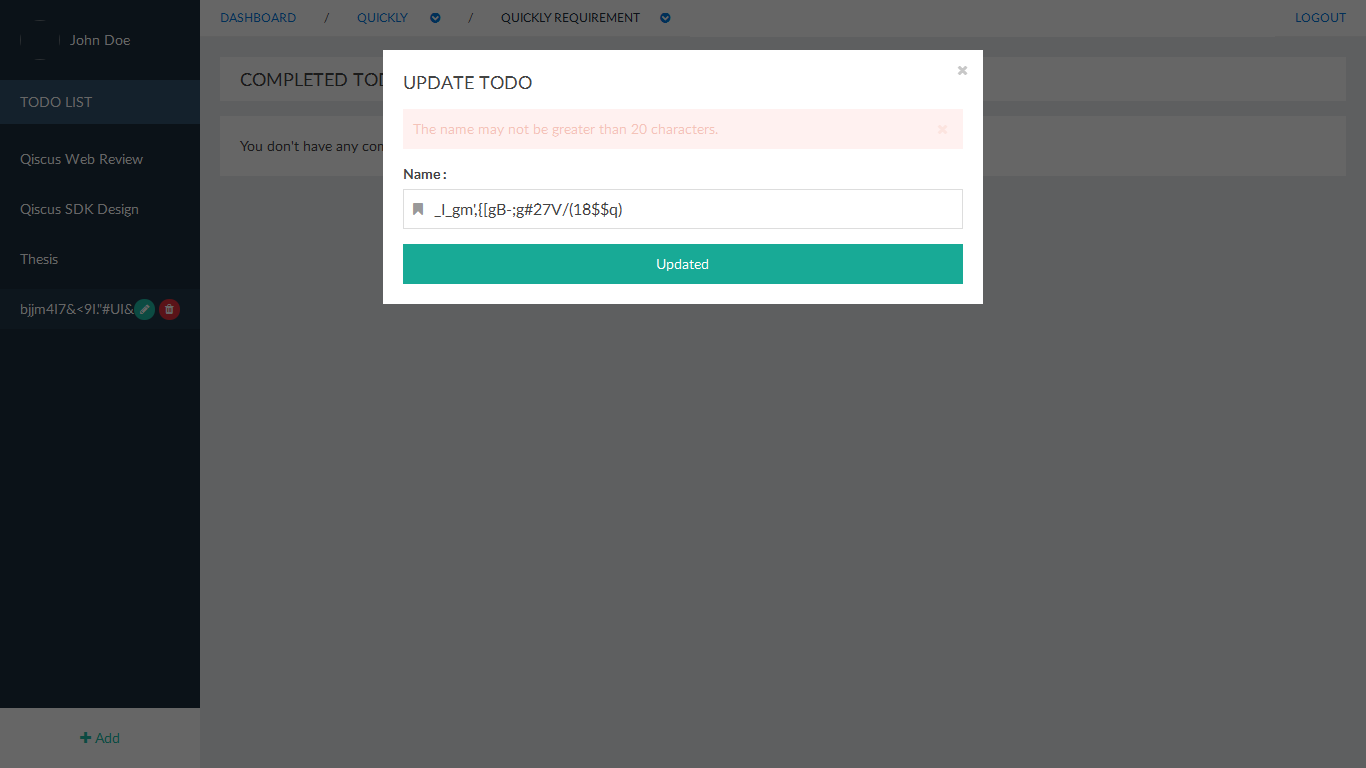 John Doe
TODO LIST
Qiscus Web Review
Qiscus SDK Design
Thesis
bjjm4I7&<9I."#UI&
Add
DASHBOARD / QUICKLY / QUICKLY REQUIREMENT
LOGOUT
COMPLETED TOD
You don't have any com
UPDATE TODO
The name may not be greater than 20 characters.
Name :
_I_gm',{[gB-;g#27V/(18$$q)
Updated